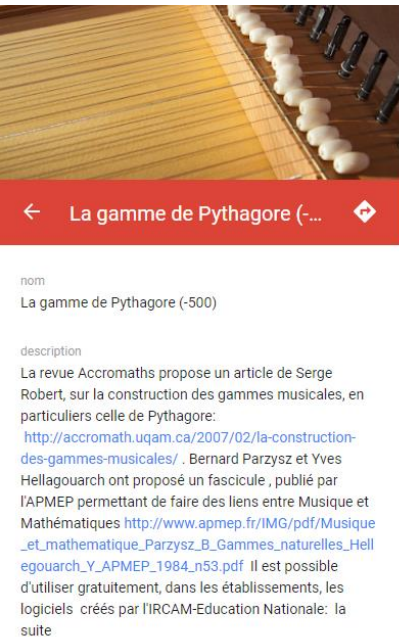 La gamme de Pythagore (-...
nom
La gamme de Pythagore (-500)
description
La revue Accromaths propose un article de Serge
Robert, sur la construction des gammes musicales, en
particuliers celle de Pythagore:
http://accromath.uqam.ca/2007/02/la-construction-
des-gammes-musicales/ . Bernard Parzysz et Yves
Hellagouarch ont proposé un fascicule , publié par
l'APMEP permettant de faire des liens entre Musique et
Mathématiques http://www.apmep.fr/IMG/pdf/Musique
_et_mathematique_Parzysz_B_Gammes_naturelles_Hell
egouarch_Y_APMEP_1984_n53.pdf Il est possible
d'utiliser gratuitement, dans les établissements, les
logiciels créés par l'IRCAM-Education Nationale: la
suite